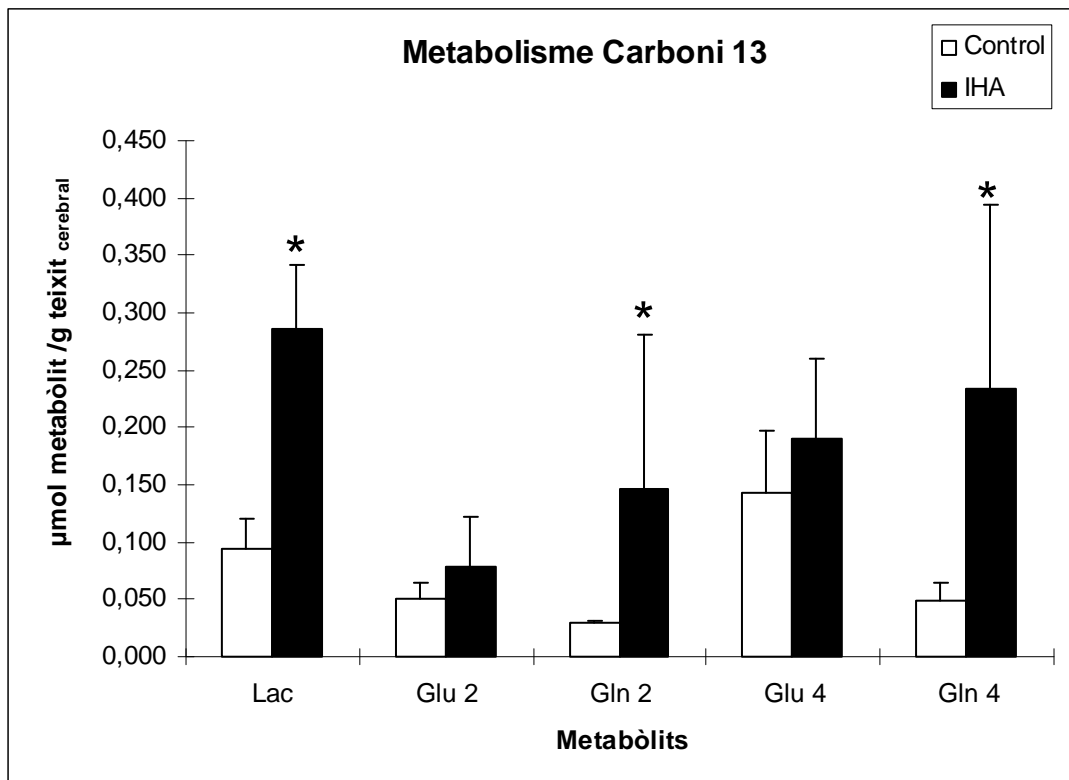 Metabolisme Carboni 13
Control
IHA
µmol metabòlit /g teixit cerebral
0,450
0,400
0,350
0,300
0,250
0,200
0,150
0,100
0,050
0,000
*
*
*
Lac Glu 2 Gln 2 Glu 4 Gln 4
Metabòlits